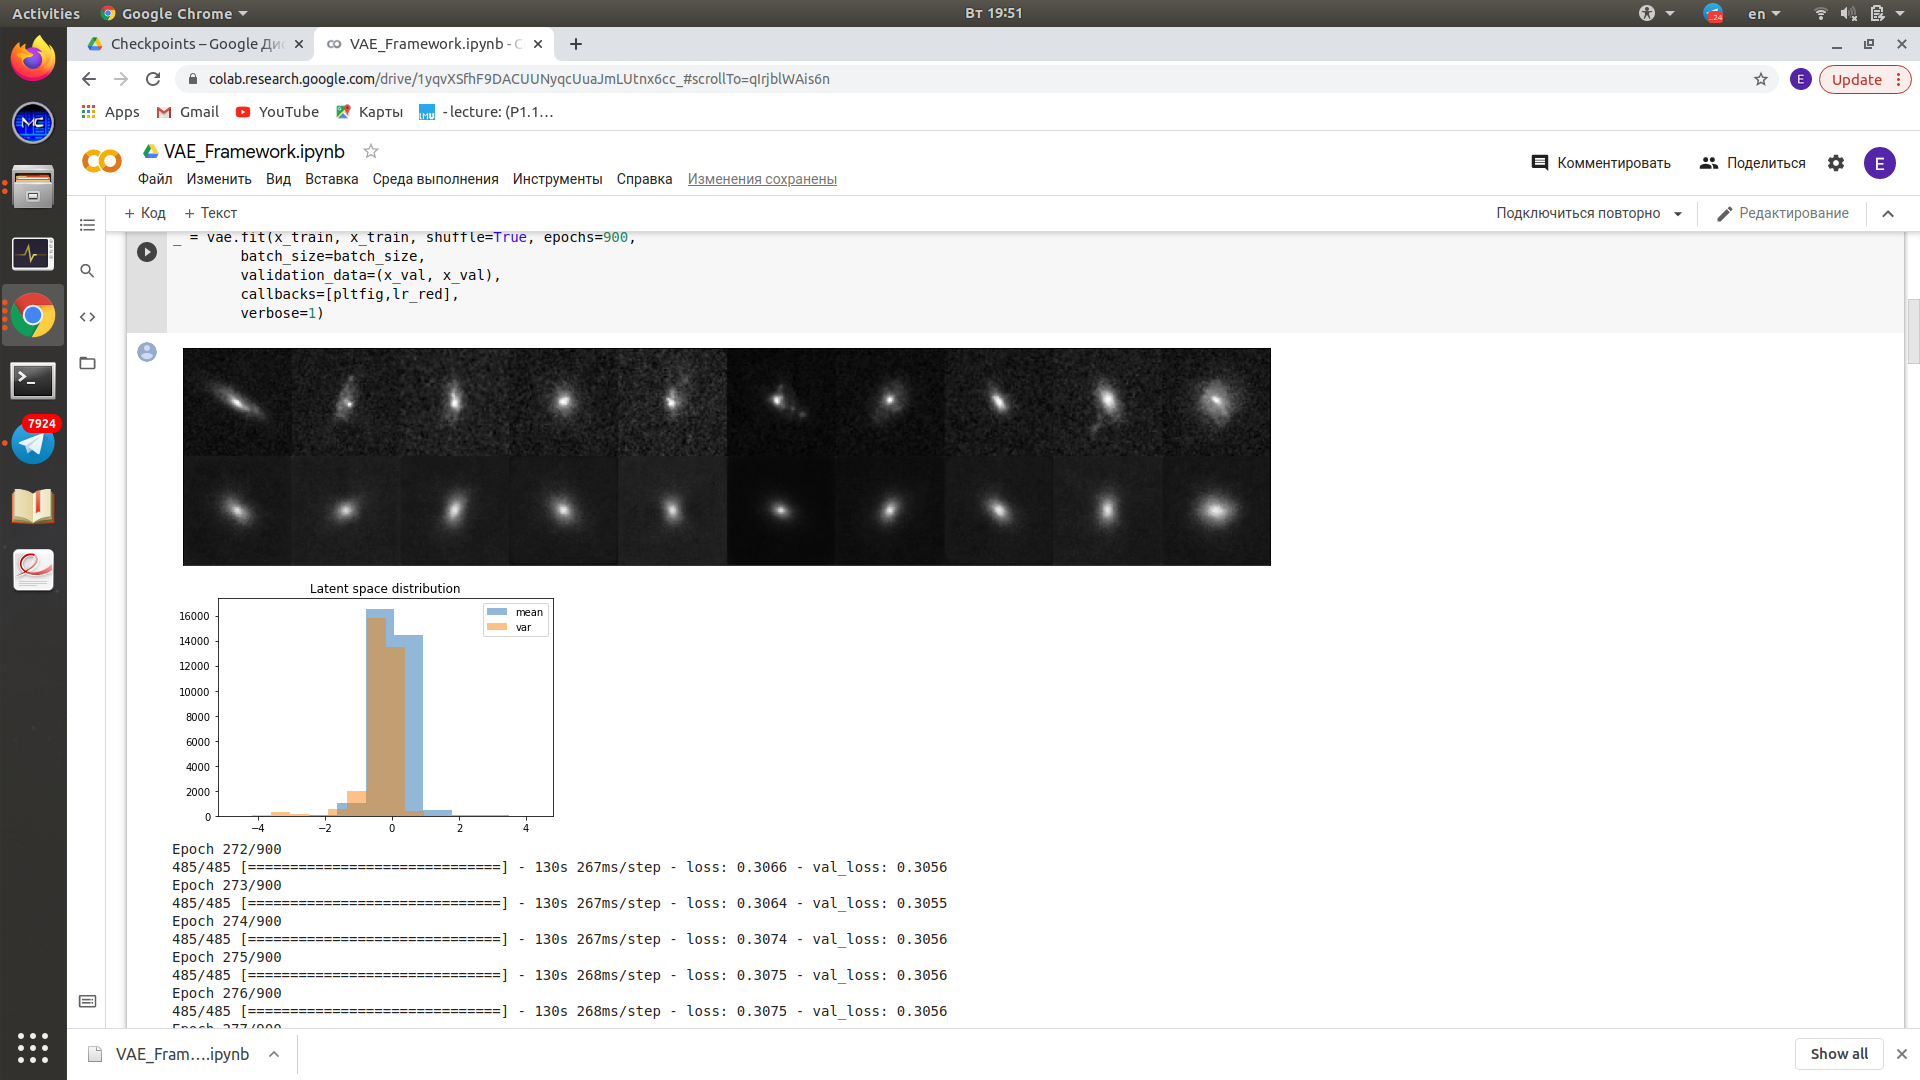 Activities
Google Chrome
Вт 19:51
24
en
Checkpoints – Google Ди
VAE_Framework.ipynb - C
colab.research.google.com/drive/1yqvXSfhF9DACUUNyqcUuaJmLUtnx6cc_#scrollTo=qIrjblWAis6n
E
Update
Apps
Gmail
YouTube
Карты
- lecture: (P1.1…
VAE_Framework.ipynb
Комментировать
Поделиться
E
Файл Изменить Вид Вставка Среда выполнения Инструменты Справка Изменения сохранены
+ Код + Текст
Подключиться повторно
Редактирование
_ = vae.fit(x_train, x_train, shuffle=True, epochs=900,
batch_size=batch_size,
validation_data=(x_val, x_val),
callbacks=[pltfig,lr_red],
verbose=1)
7924
Latent space distribution
mean
var
16000
14000
12000
10000
8000
6000
4000
2000
0
−4 −2 0 2 4
Epoch 272/900
485/485 [==============================] - 130s 267ms/step - loss: 0.3066 - val_loss: 0.3056
Epoch 273/900
485/485 [==============================] - 130s 267ms/step - loss: 0.3064 - val_loss: 0.3055
Epoch 274/900
485/485 [==============================] - 130s 267ms/step - loss: 0.3074 - val_loss: 0.3056
Epoch 275/900
485/485 [==============================] - 130s 268ms/step - loss: 0.3075 - val_loss: 0.3056
Epoch 276/900
485/485 [==============================] - 130s 268ms/step - loss: 0.3075 - val_loss: 0.3056
Epoch 277/900
VAE_Fram....ipynb
Show all